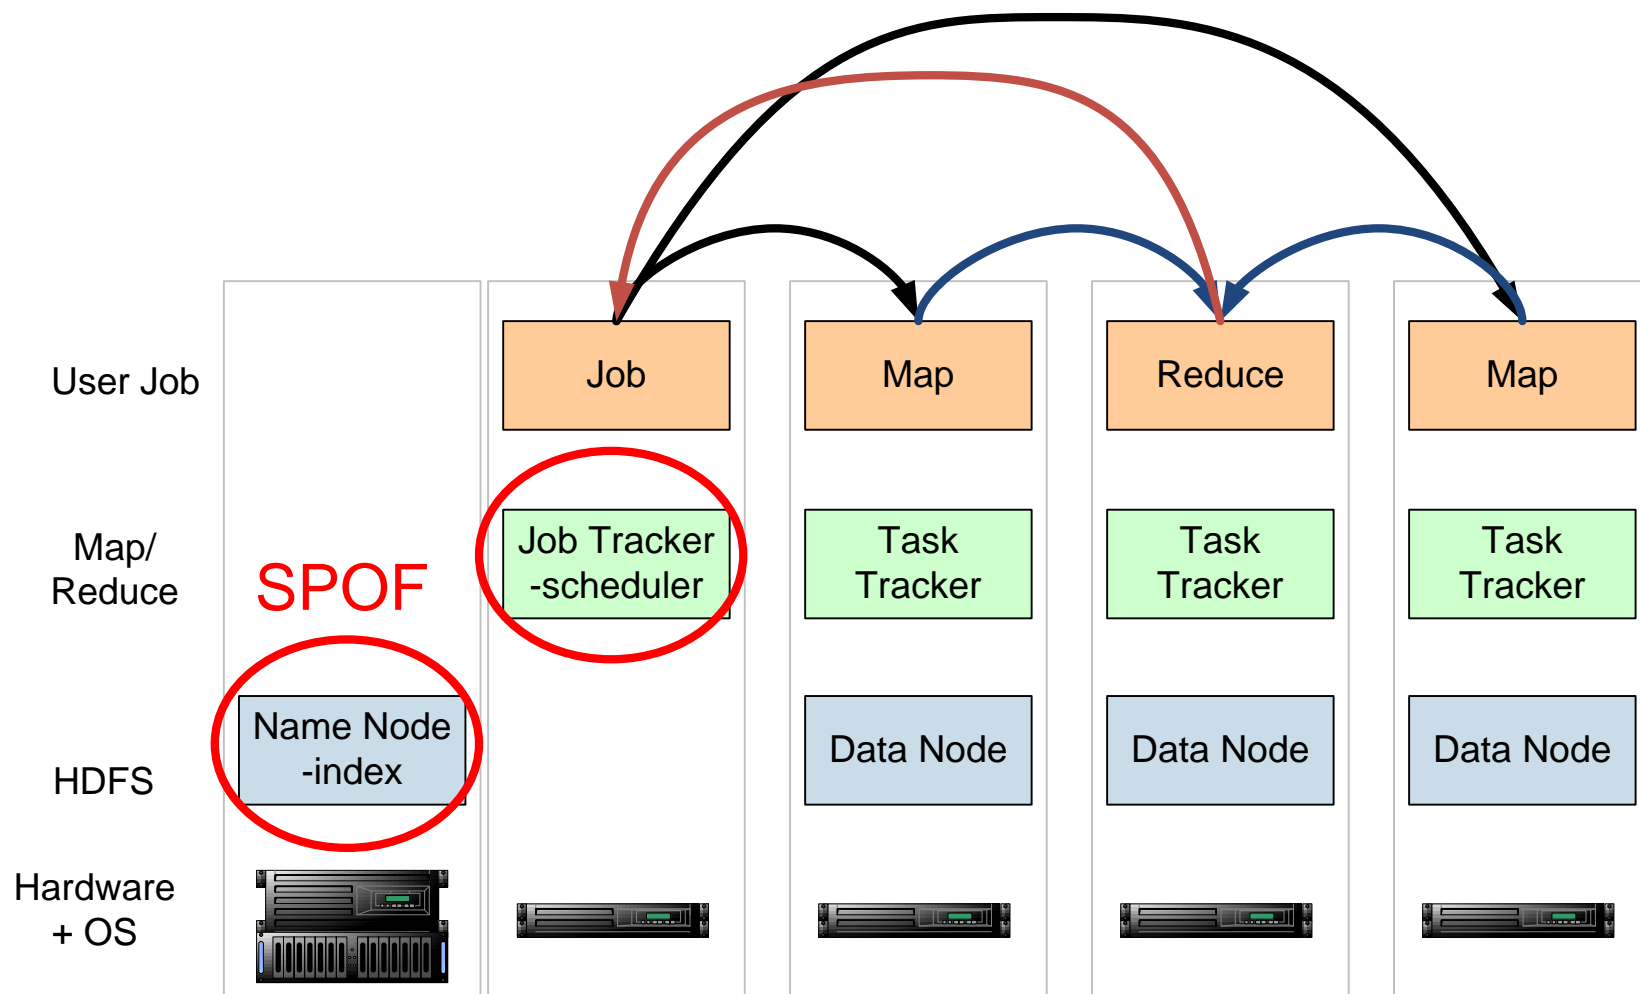 User Job
Job
Map
Reduce
Map
Map/
Reduce
SPOF
Job Tracker
-scheduler
Task
Tracker
Task
Tracker
Task
Tracker
HDFS
Name Node
-index
Data Node
Data Node
Data Node
Hardware
+ OS